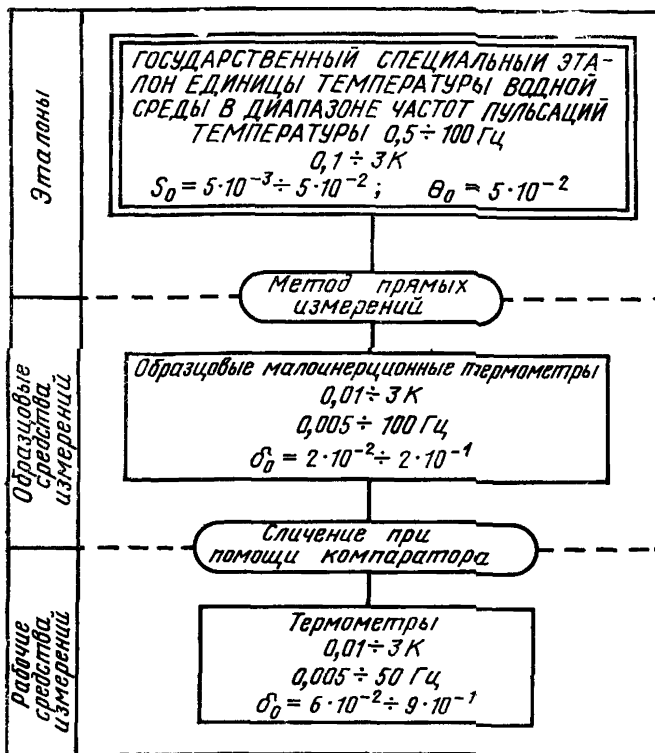 Эталоны
ГОСУДАРСТВЕННЫЙ СПЕЦИАЛЬНЫЙ ЭТА-
ЛОН ЕДИНИЦЫ ТЕМПЕРАТУРЫ ВОДНОЙ
СРЕДЫ В ДИАПАЗОНЕ ЧАСТОТ ПУЛЬСАЦИЙ
ТЕМПЕРАТУРЫ 0,5÷100 Гц
0,1÷3 К
S₀ = 5·10⁻³ ÷ 5·10⁻²; Θ₀ = 5·10⁻²
Метод прямых
измерений
Образцовые
средства
измерений
Образцовые малоинерционные термометры
0,01÷3 К
0,005÷100 Гц
δ₀ = 2·10⁻² ÷ 2·10⁻¹
Сличение при
помощи компаратора
Рабочие
средства
измерений
Термометры
0,01÷3 К
0,005÷50 Гц
δ₀ = 6·10⁻² ÷ 9·10⁻¹